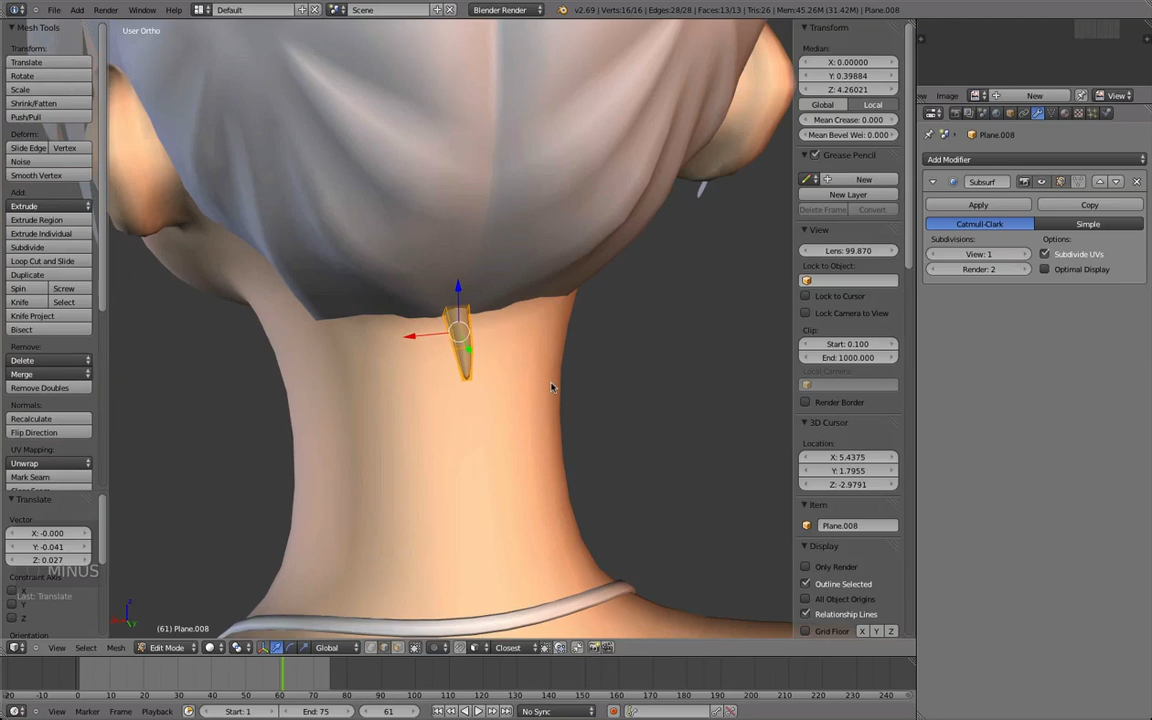 File Add Render Window Help Default Scene Blender Render v2.69 | Verts:16/16 | Edges:28/28 | Faces:13/13 | Tris:26 | Mem:45.26M (31.42M) | Plane.008
Mesh Tools
Transform:
Translate
Rotate
Scale
Shrink/Fatten
Push/Pull
Deform:
Slide Edge Vertex
Noise
Smooth Vertex
Add:
Extrude
Extrude Region
Extrude Individual
Subdivide
Loop Cut and Slide
Duplicate
Spin Screw
Knife Select
Knife Project
Bisect
Remove:
Delete
Merge
Remove Doubles
Normals:
Recalculate
Flip Direction
UV Mapping:
Unwrap
Mark Seam
Translate
Vector
X: -0.000
Y: -0.041
Z: 0.027
MINUS
Constraint Axis
X
Last: Translate
Y
Z
Orientation
User Ortho
(61) Plane.008
Transform
Median:
X: 0.00000
Y: 0.39884
Z: 4.26021
Global Local
Mean Crease: 0.000
Mean Bevel Wei: 0.000
Grease Pencil
New
New Layer
Delete Frame Convert
View
Lens: 99.870
Lock to Object:
Lock to Cursor
Lock Camera to View
Clip:
Start: 0.100
End: 1000.000
Local Camera:
Render Border
3D Cursor
Location:
X: 5.4375
Y: 1.7955
Z: -2.9791
Item
Plane.008
Display
Only Render
Outline Selected
All Object Origins
Relationship Lines
Grid Floor X Y Z
ew Image New View
Plane.008
Add Modifier
Subsurf
Apply Copy
Catmull-Clark Simple
Subdivisions: Options:
View: 1 Subdivide UVs
Render: 2 Optimal Display
View Select Mesh Edit Mode Global Closest
-20 -10 0 10 20 30 40 50 60 70 80 90 100 110 120 130 140 150 160 170 180 190 200 210 220 230 240
View Marker Frame Playback Start: 1 End: 75 61 No Sync